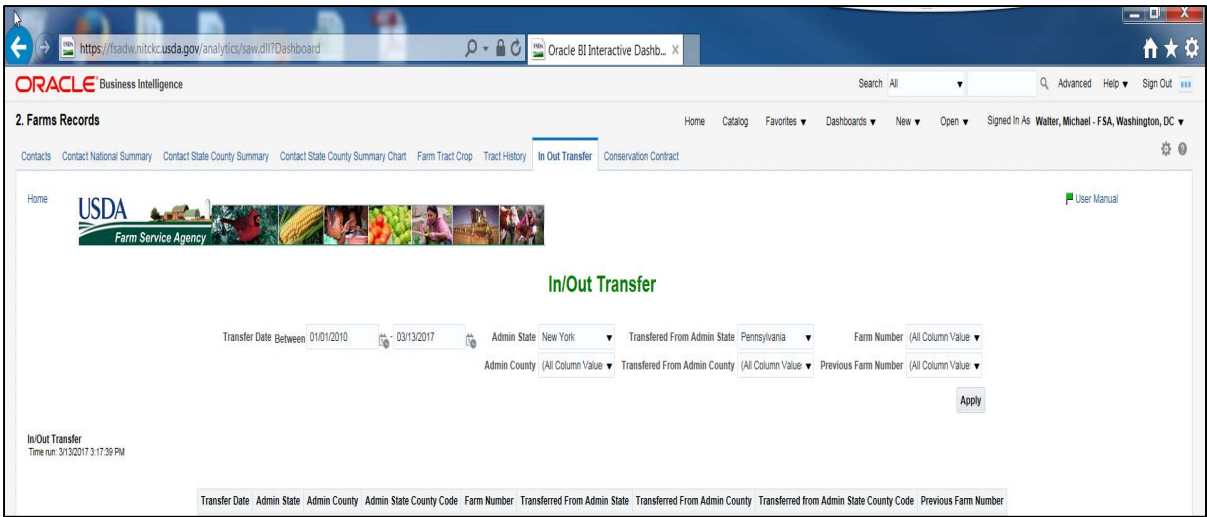 https://fsadw.nitckc.usda.gov/analytics/saw.dll?Dashboard Oracle BI Interactive Dashb...
ORACLE Business Intelligence Search All Advanced Help Sign Out
2. Farms Records Home Catalog Favorites Dashboards New Open Signed In As Walter, Michael - FSA, Washington, DC
Contacts Contact National Summary Contact State County Summary Contact State County Summary Chart Farm Tract Crop Tract History In Out Transfer Conservation Contract
Home User Manual
USDA
Farm Service Agency
In/Out Transfer
Transfer Date Between 01/01/2010 - 03/13/2017 Admin State New York Transfered From Admin State Pennsylvania Farm Number (All Column Value
Admin County (All Column Value Transfered From Admin County (All Column Value Previous Farm Number (All Column Value
Apply
In/Out Transfer
Time run: 3/13/2017 3:17:39 PM
Transfer Date Admin State Admin County Admin State County Code Farm Number Transferred From Admin State Transferred From Admin County Transferred from Admin State County Code Previous Farm Number